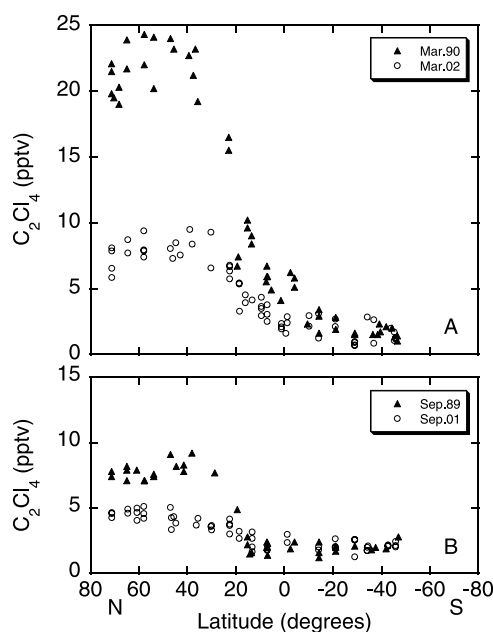 25
20
15
10
5
0
C₂Cl₄ (pptv)
Mar.90
Mar.02
A
15
10
5
0
C₂Cl₄ (pptv)
Sep.89
Sep.01
B
80 60 40 20 0 -20 -40 -60 -80
N Latitude (degrees) S